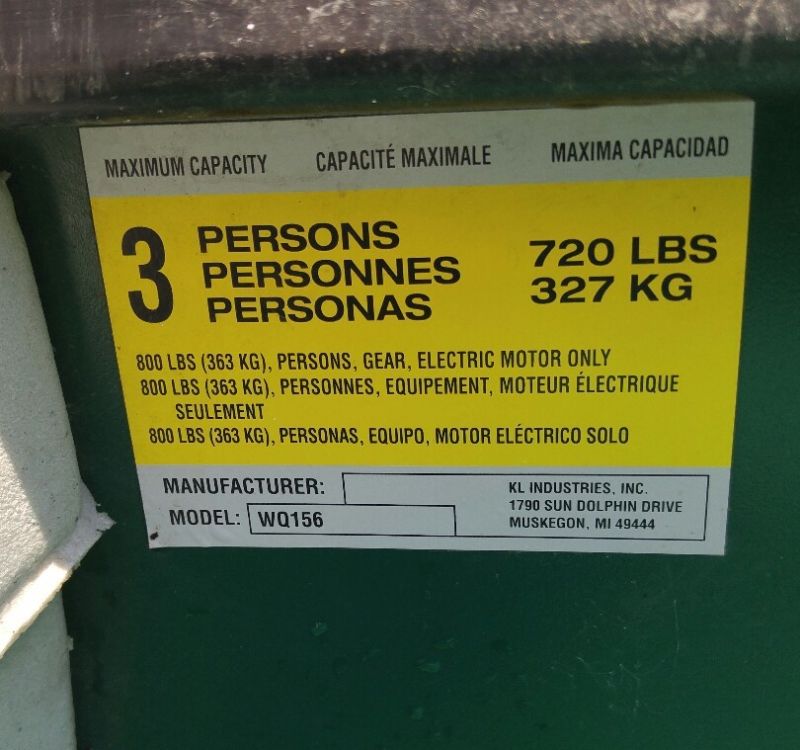 MAXIMUM CAPACITY CAPACITÉ MAXIMALE MAXIMA CAPACIDAD
3 PERSONS 720 LBS
PERSONNES 327 KG
PERSONAS
800 LBS (363 KG), PERSONS, GEAR, ELECTRIC MOTOR ONLY
800 LBS (363 KG), PERSONNES, EQUIPEMENT, MOTEUR ÉLECTRIQUE
SEULEMENT
800 LBS (363 KG), PERSONAS, EQUIPO, MOTOR ELÉCTRICO SOLO
MANUFACTURER: KL INDUSTRIES, INC.
1790 SUN DOLPHIN DRIVE
MODEL: WQ156 MUSKEGON, MI 49444